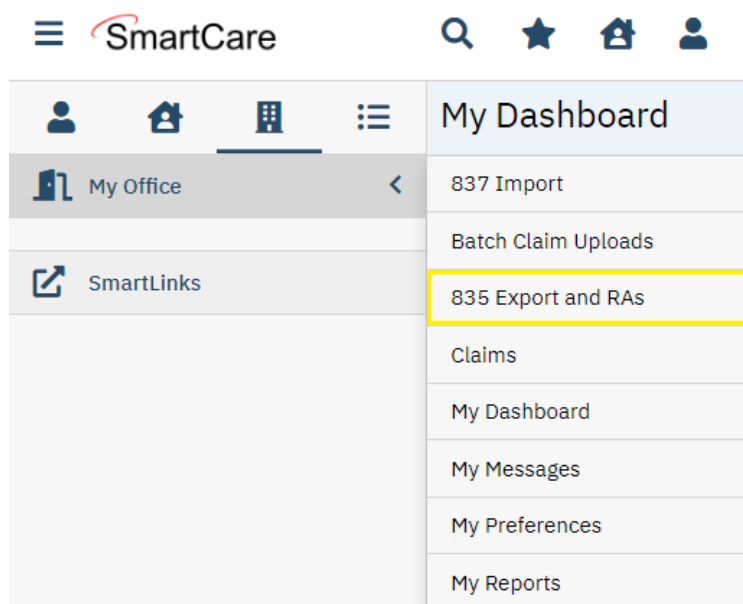 SmartCare
My Office
SmartLinks
My Dashboard
837 Import
Batch Claim Uploads
835 Export and RAs
Claims
My Dashboard
My Messages
My Preferences
My Reports